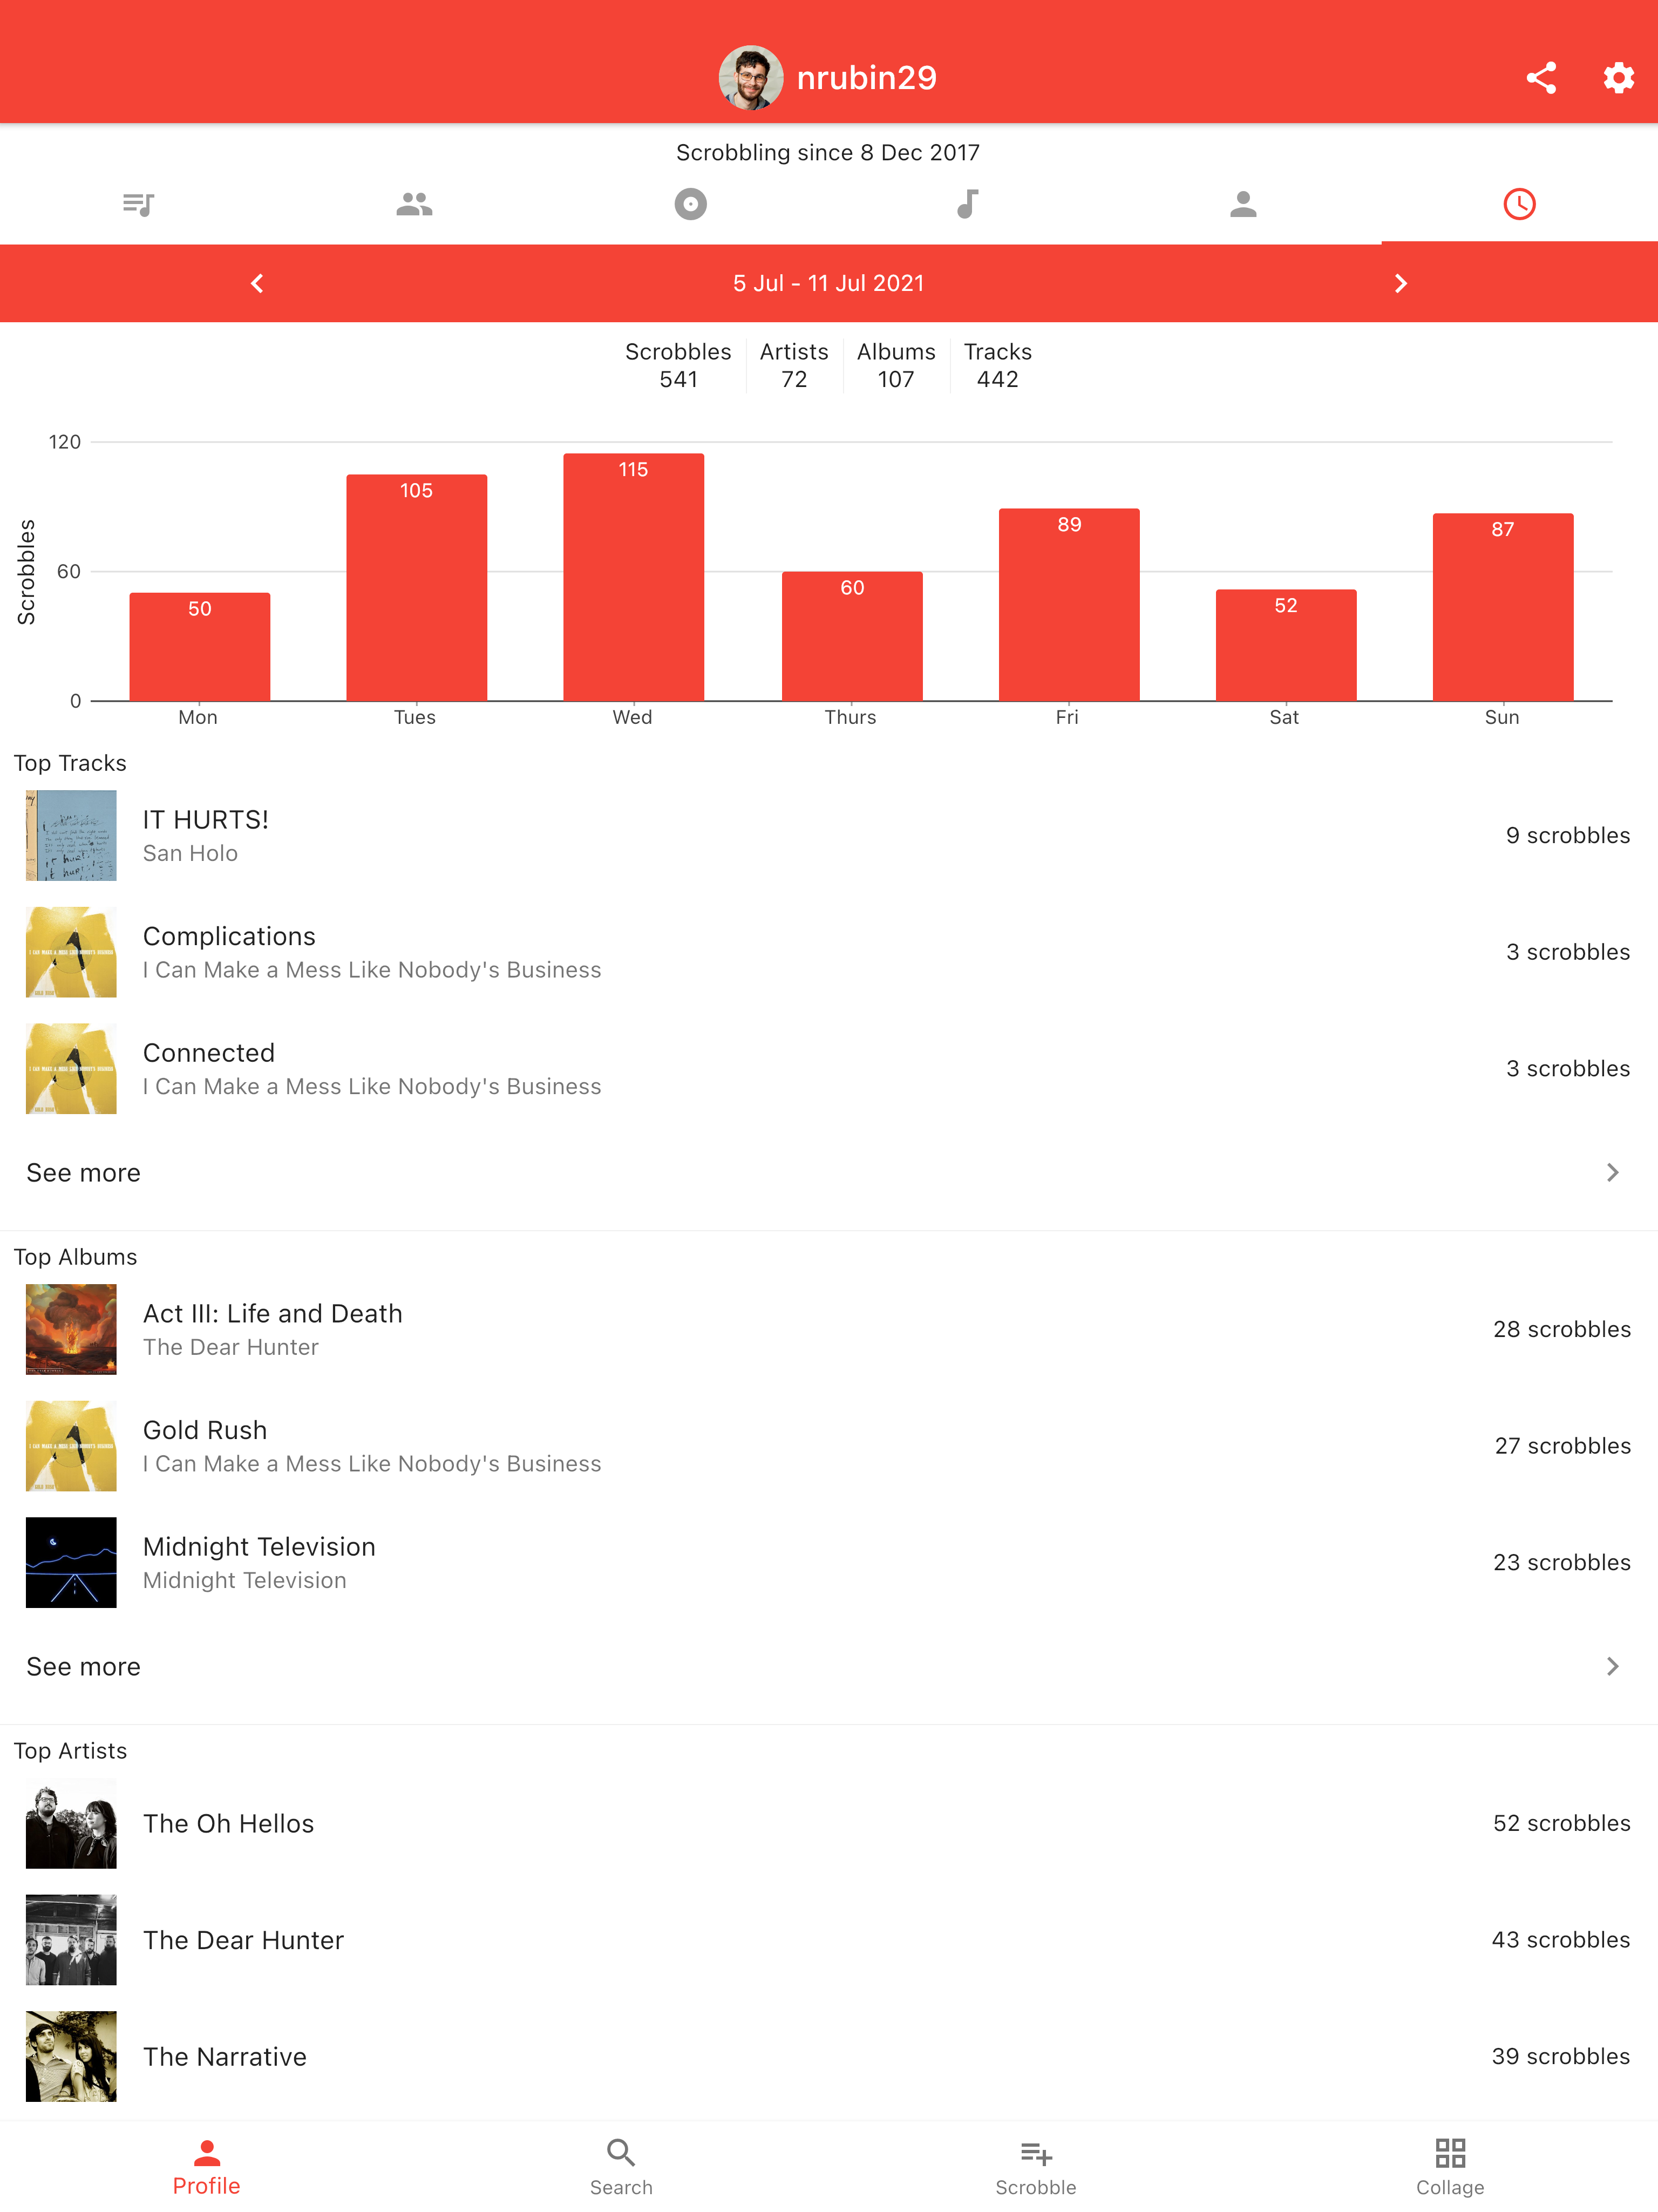 nrubin29
Scrobbling since 8 Dec 2017
5 Jul - 11 Jul 2021
Scrobbles Artists Albums Tracks
541 72 107 442
Scrobbles
120
60
0
50 105 115 60 89 52 87
Mon Tues Wed Thurs Fri Sat Sun
Top Tracks
IT HURTS!
San Holo
9 scrobbles
Complications
I Can Make a Mess Like Nobody's Business
3 scrobbles
Connected
I Can Make a Mess Like Nobody's Business
3 scrobbles
See more
Top Albums
Act III: Life and Death
The Dear Hunter
28 scrobbles
Gold Rush
I Can Make a Mess Like Nobody's Business
27 scrobbles
Midnight Television
Midnight Television
23 scrobbles
See more
Top Artists
The Oh Hellos
52 scrobbles
The Dear Hunter
43 scrobbles
The Narrative
39 scrobbles
Profile Search Scrobble Collage